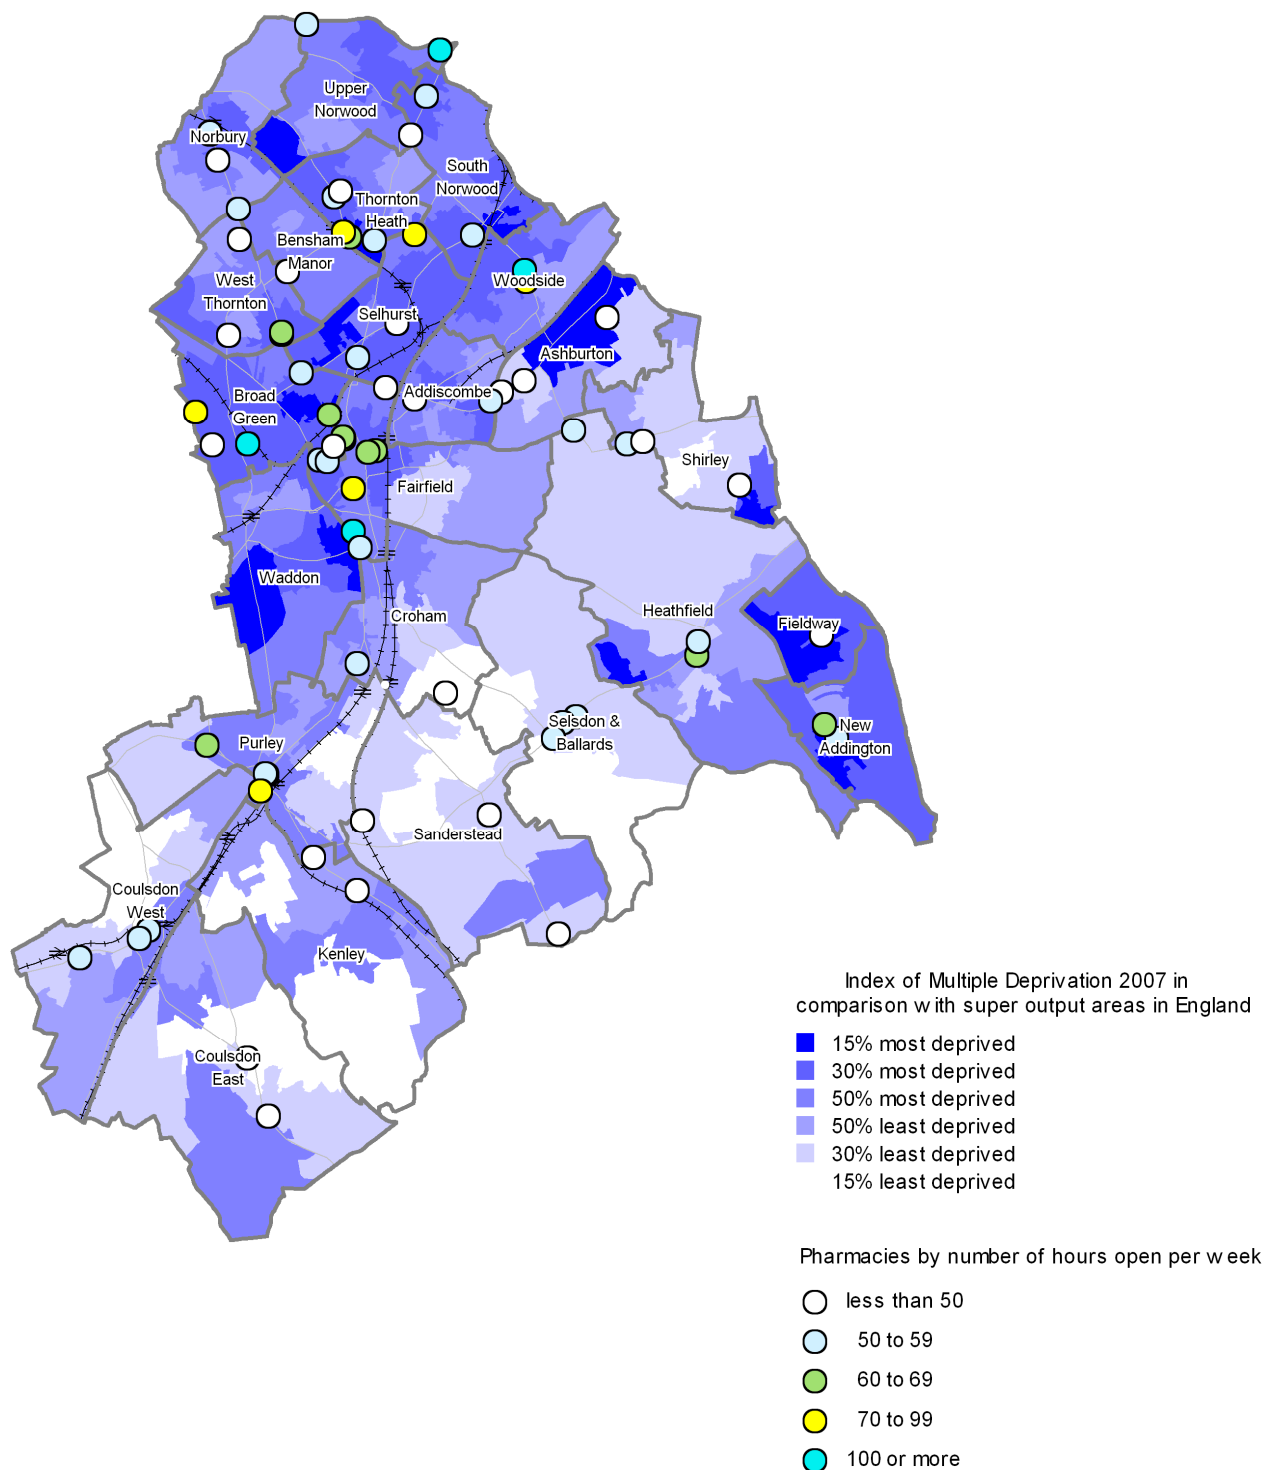 Upper
Norwood
Norbury
South
Norwood
Thornton
Heath
Bensham
Manor
West
Thornton
Woodside
Selhurst
Ashburton
Addiscombe
Broad
Green
Shirley
Fairfield
Waddon
Croham
Heathfield
Fieldway
Selsdon &
Ballards
New
Addington
Purley
Sanderstead
Coulsdon
West
Kenley
Coulsdon
East
Index of Multiple Deprivation 2007 in
comparison with super output areas in England
15% most deprived
30% most deprived
50% most deprived
50% least deprived
30% least deprived
15% least deprived
Pharmacies by number of hours open per week
less than 50
50 to 59
60 to 69
70 to 99
100 or more